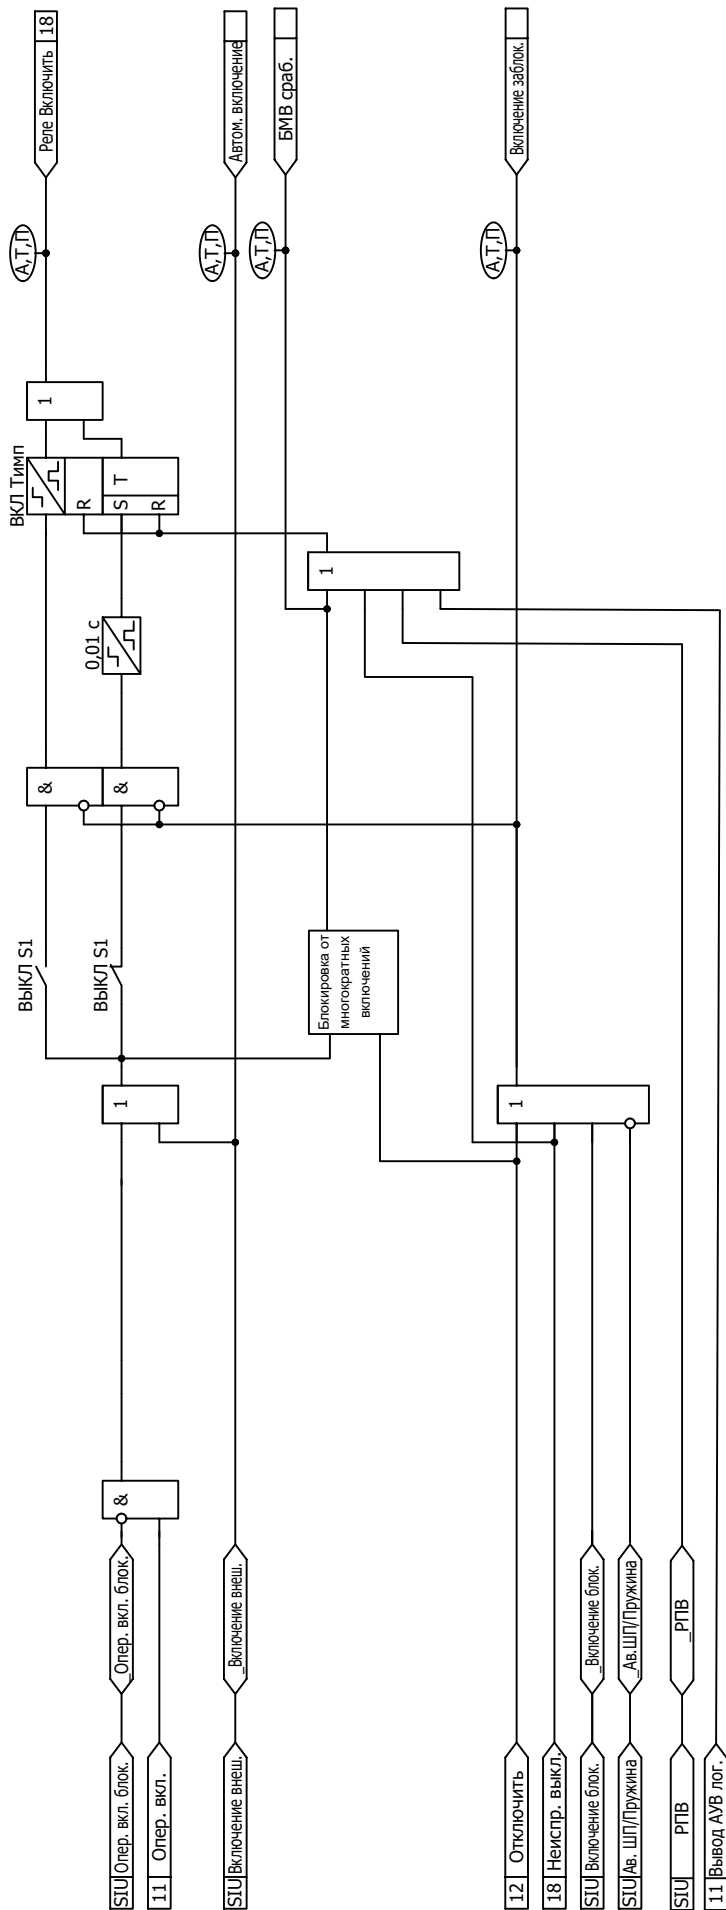 SIU Опер. вкл. блок.
_Опер. вкл. блок.
11 Опер. вкл.
&
SIU Включение внеш.
_Включение внеш.
1
ВЫКЛ S1
ВЫКЛ S1
&
&
0,01 с
ВКЛ Тимп
R
S T
R
1
А,Т,П
Реле Включить 18
А,Т,П
Автом. включение
Блокировка от
многократных
включений
1
А,Т,П
БМВ сраб.
12 Отключить
18 Неиспр. выкл.
SIU Включение блок.
_Включение блок.
SIU Ав. ШП/Пружина
_Ав.ШП/Пружина
1
А,Т,П
Включение заблок.
SIU РПВ
_РПВ
11 Вывод АУВ лог.